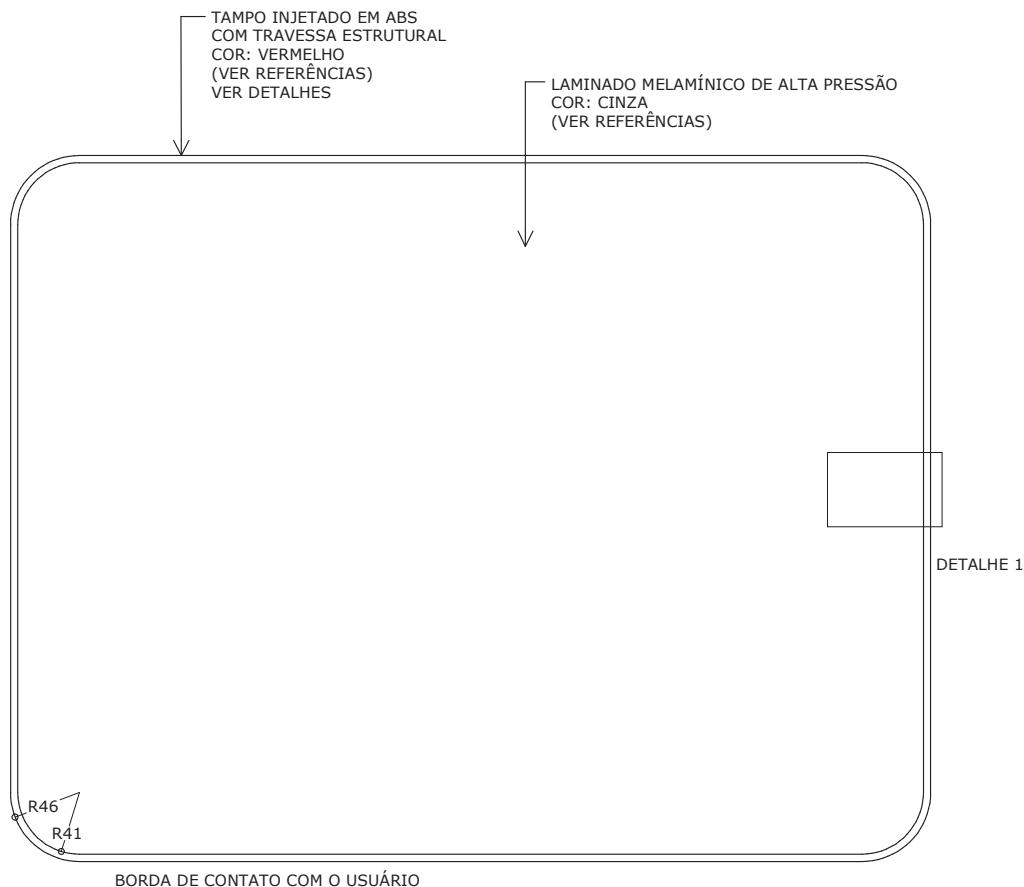 TAMPO INJETADO EM ABS
COM TRAVESSA ESTRUTURAL
COR: VERMELHO
(VER REFERÊNCIAS)
VER DETALHES
LAMINADO MELAMÍNICO DE ALTA PRESSÃO
COR: CINZA
(VER REFERÊNCIAS)
DETALHE 1
R46
R41
BORDA DE CONTATO COM O USUÁRIO